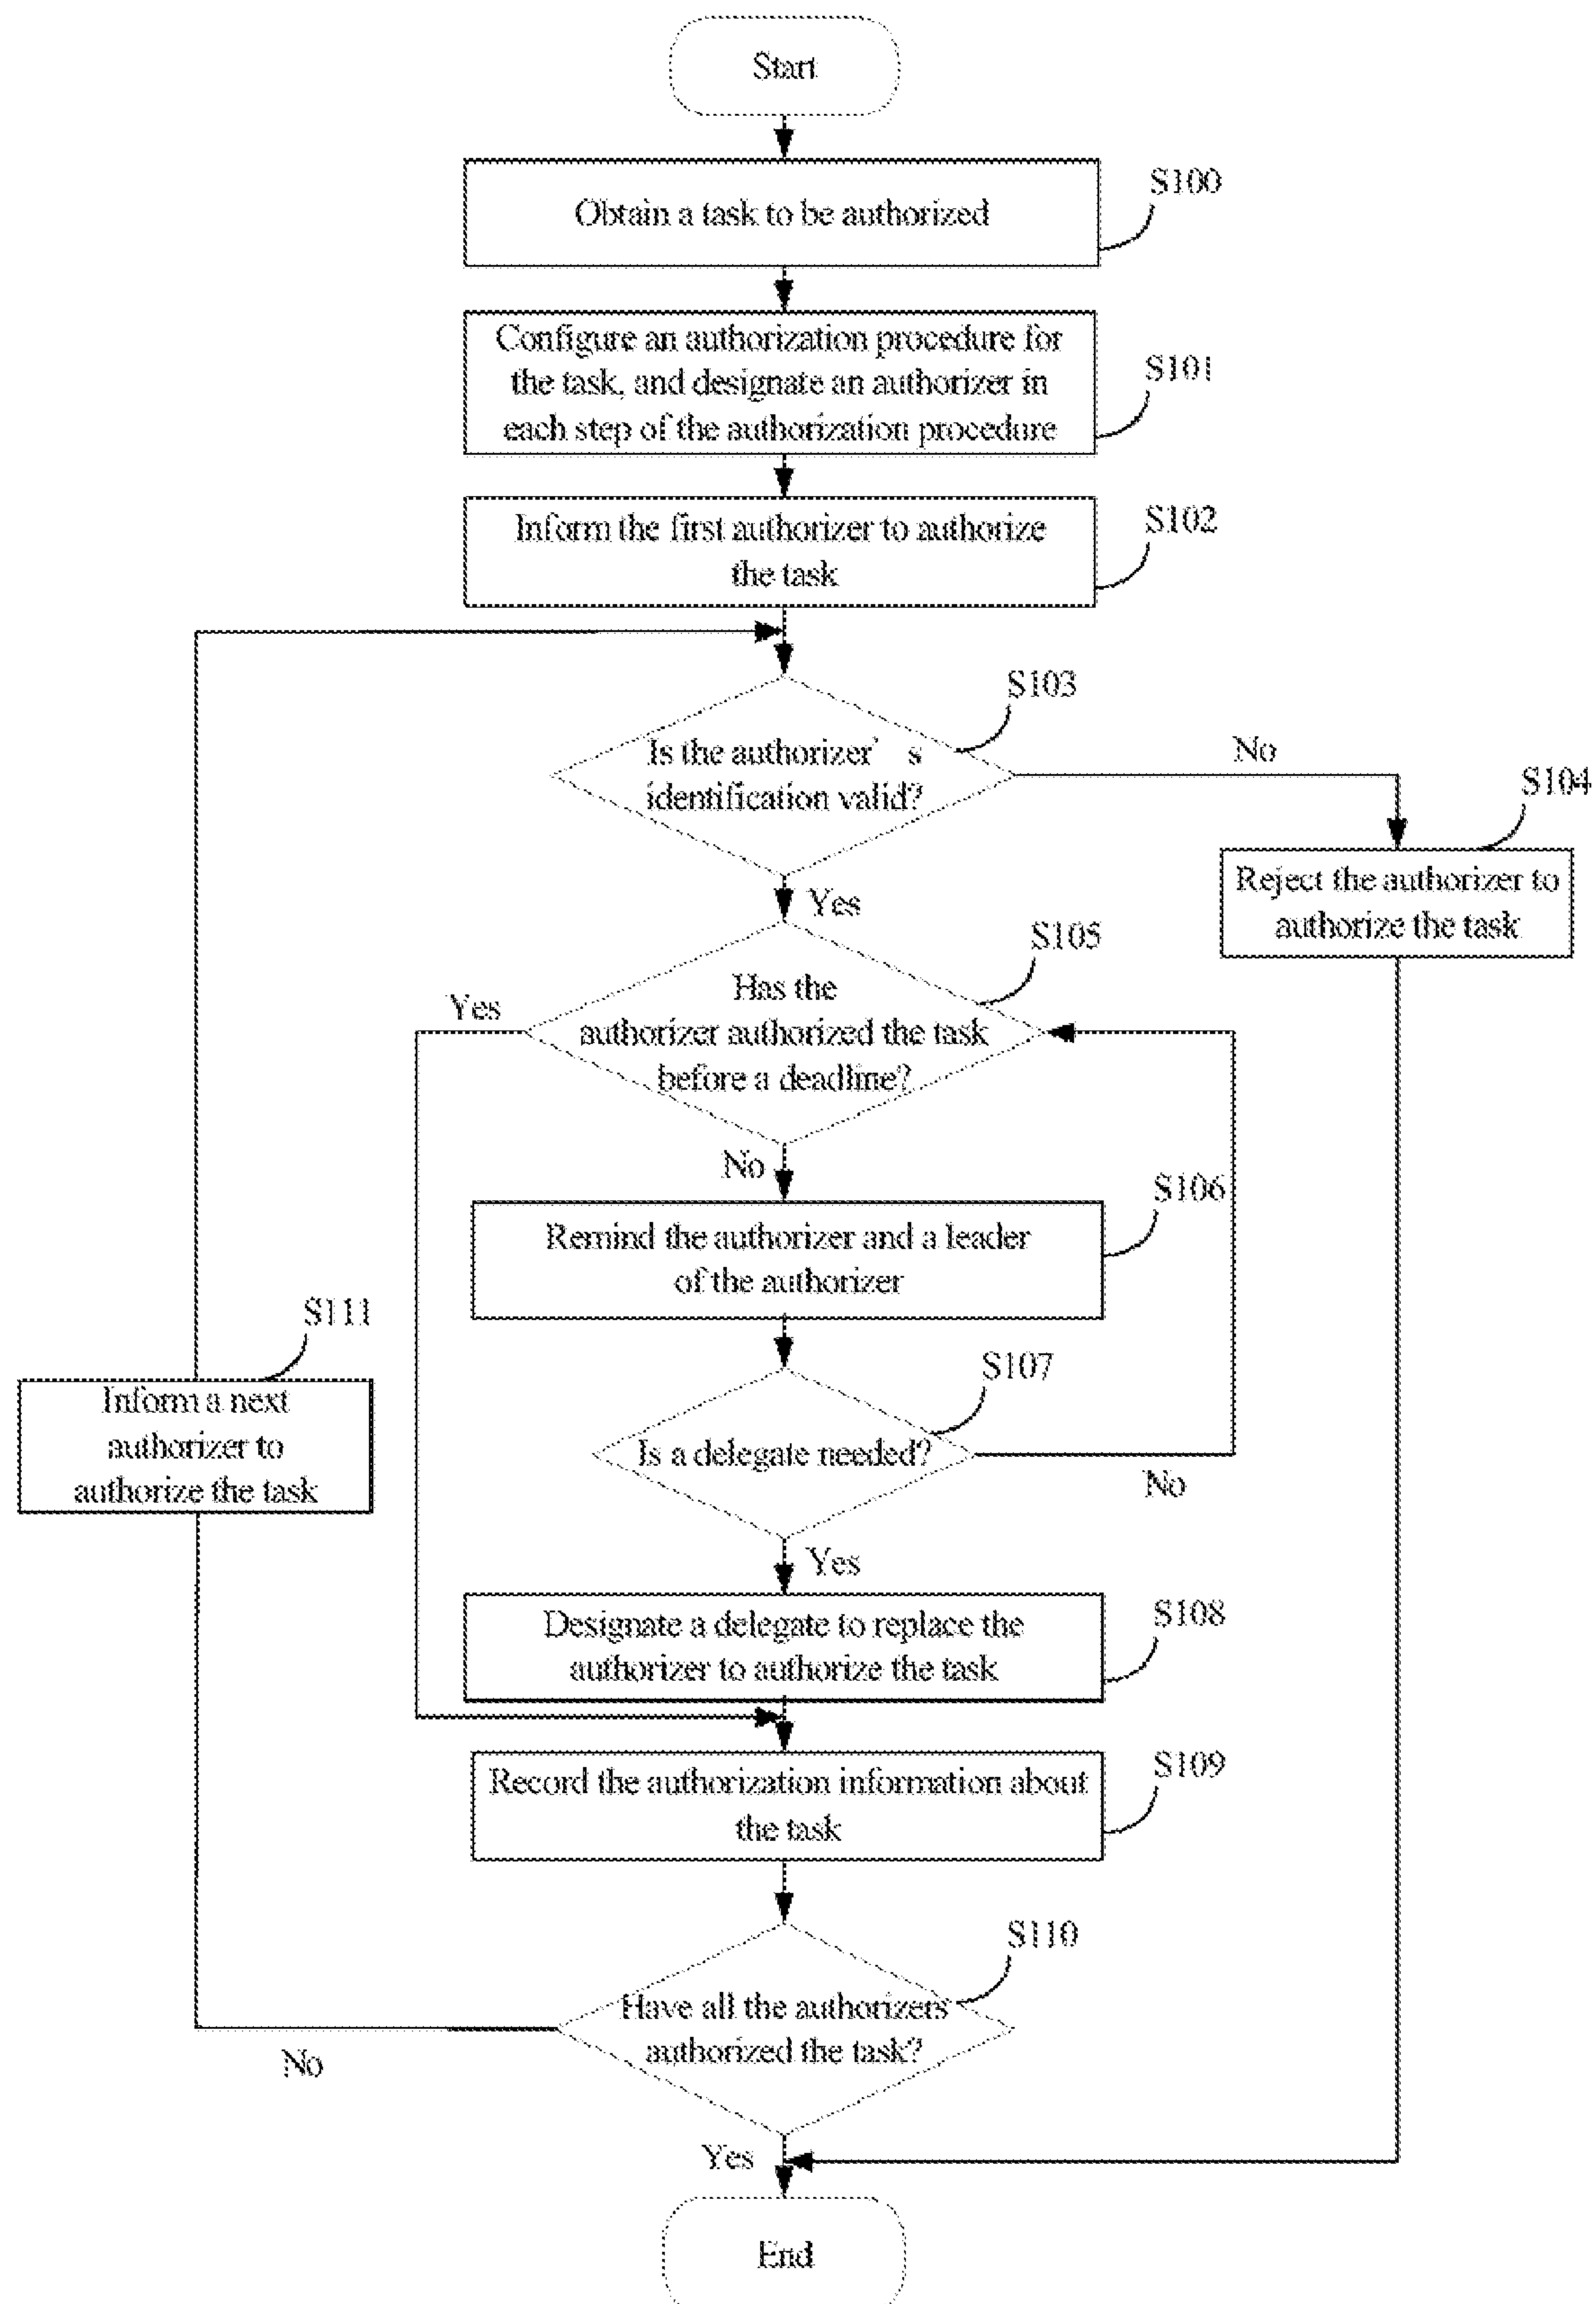 Start
S100
Obtain a task to be authorized
Configure an authorization procedure for
the task, and designate an authorizer in
each step of the authorization procedure
S101
Inform the first authorizer to authorize
the task
S102
S103
Is the authorizer's
identification valid?
No
S104
Reject the authorizer to
authorize the task
Yes
S105
Has the
authorizer authorized the task
before a deadline?
Yes
No
S106
Remind the authorizer and a leader
of the authorizer
S111
Inform a next
authorizer to
authorize the task
S107
Is a delegate needed?
No
Yes
Designate a delegate to replace the
authorizer to authorize the task
S108
Record the authorization information about
the task
S109
S110
Have all the authorizers
authorized the task?
No
Yes
End